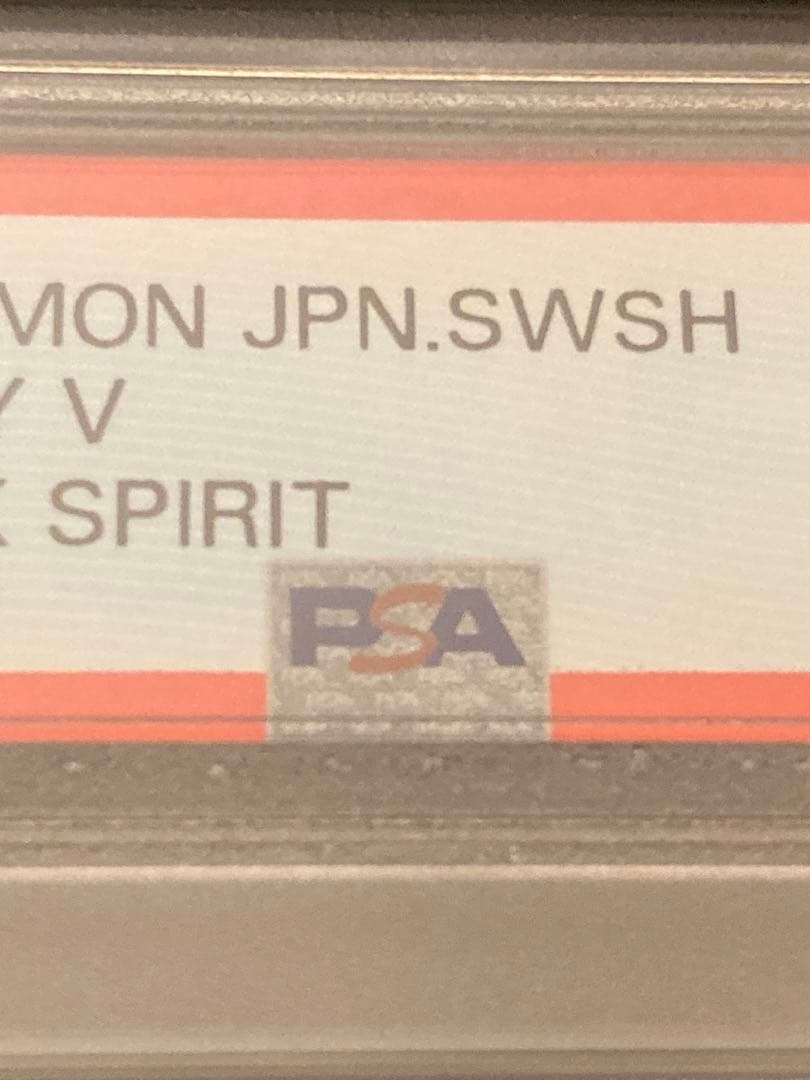 MON JPN.SWSH
Y V
K SPIRIT
PSA